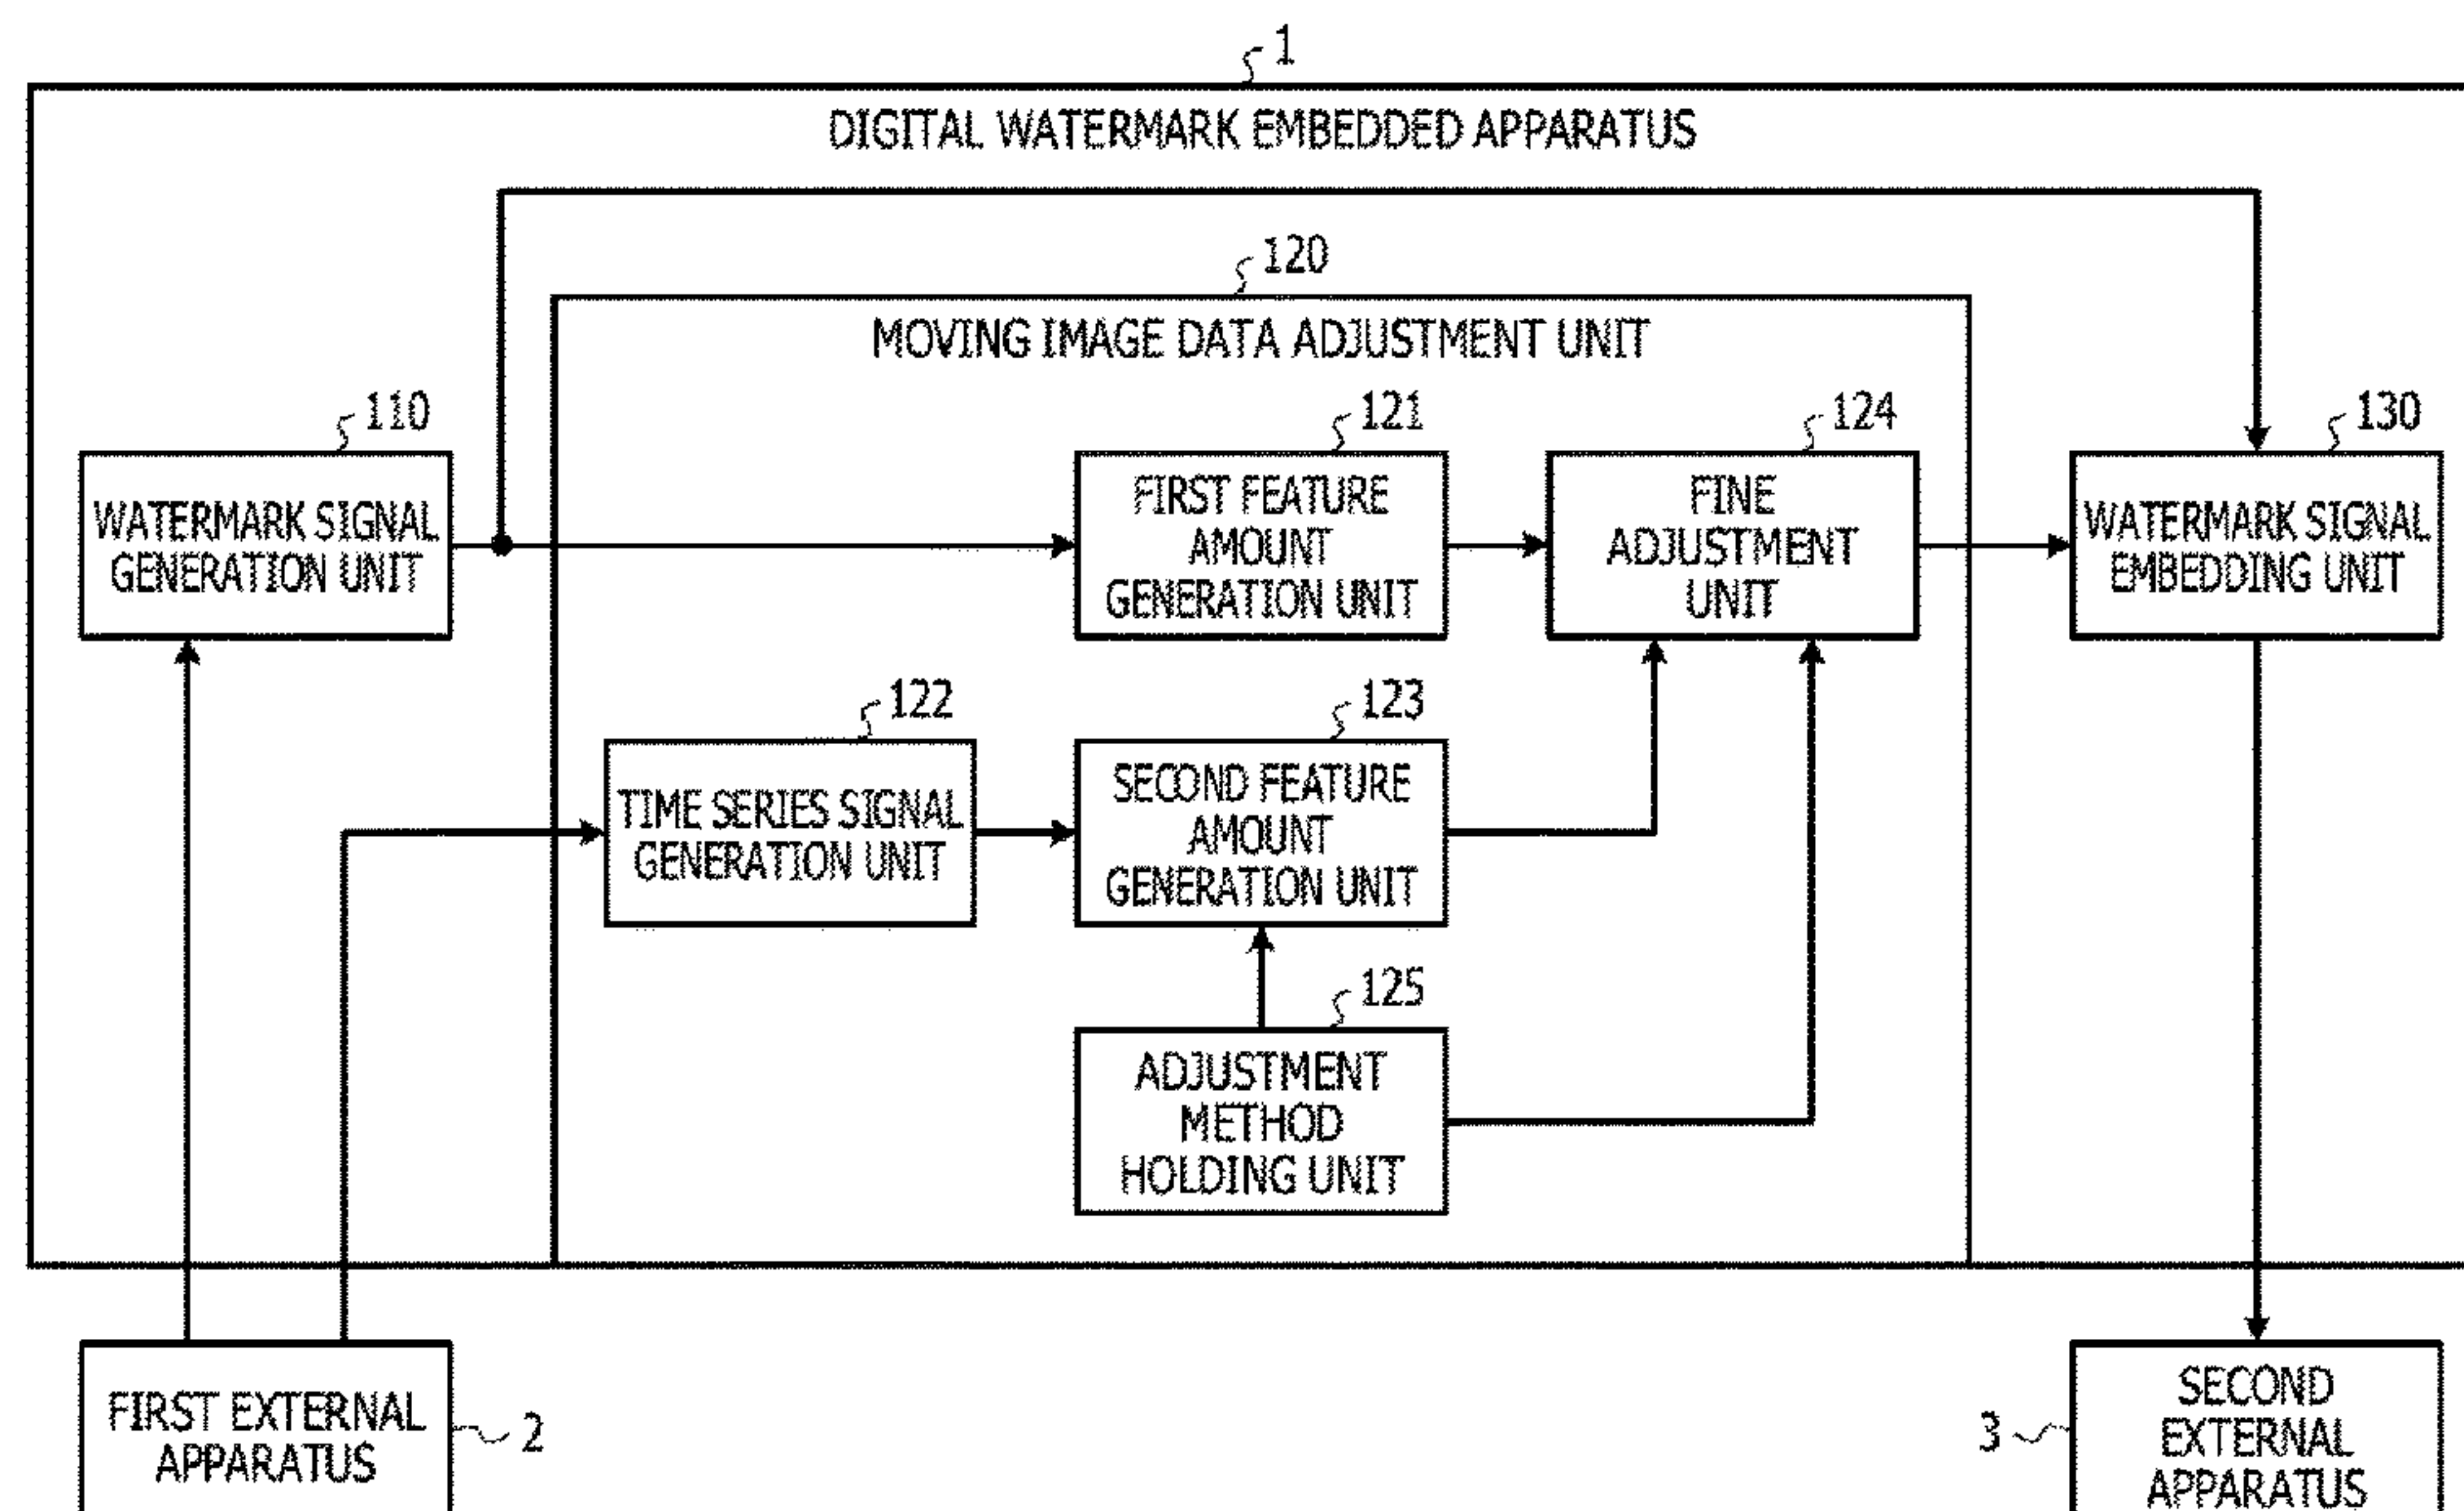 1
DIGITAL WATERMARK EMBEDDED APPARATUS
120
MOVING IMAGE DATA ADJUSTMENT UNIT
110
WATERMARK SIGNAL
GENERATION UNIT
121
FIRST FEATURE
AMOUNT
GENERATION UNIT
124
FINE
ADJUSTMENT
UNIT
130
WATERMARK SIGNAL
EMBEDDING UNIT
122
TIME SERIES SIGNAL
GENERATION UNIT
123
SECOND FEATURE
AMOUNT
GENERATION UNIT
125
ADJUSTMENT
METHOD
HOLDING UNIT
FIRST EXTERNAL
APPARATUS
2
3
SECOND
EXTERNAL
APPARATUS